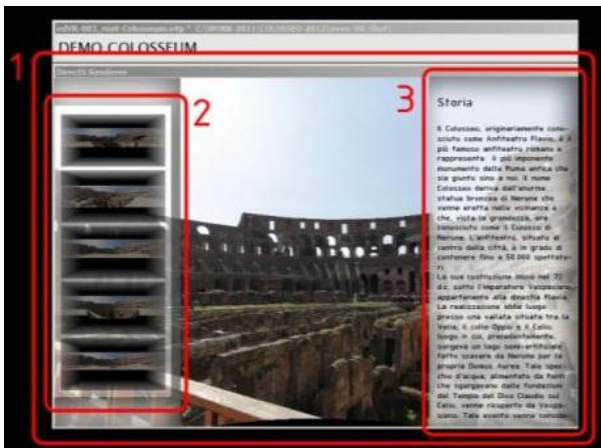 DEMO COLOSSEUM
1
DirectX Renderer
2
3
Storia
Il Colosseo, originariamente cono-
sciuto come Anfiteatro Flavio, è il
più famoso anfiteatro romano e
rappresenta il più imponente
monumento della Roma antica che
sia giunto sino a noi. Il nome
Colosseo deriva dall'enorme
statua bronzea di Nerone che
venne eretta nelle vicinanze e
che, vista la grandezza, era
conosciuto come il Colosso di
Nerone. L'anfiteatro, situato al
centro della città, è in grado di
contenere fino a 50.000 spettato-
ri.
La sua costruzione iniziò nel 72
d.c. sotto l'imperatore Vespasiano
appartenente alla dinastia Flavia.
La realizzazione ebbe luogo
presso una vallata situata tra la
Velia, il colle Oppio e il Celio,
luogo in cui, precedentemente,
sorgeva un lago semi-artificiale
fatto scavare da Nerone per la
propria Domus Aurea. Tale spec-
chio d'acqua, alimentato da fonti
che sgorgavano dalle fondazioni
del Tempio del Divo Claudio sul
Celio, venne ricoperto da Vespa-
siano. Tale evento venne conside-